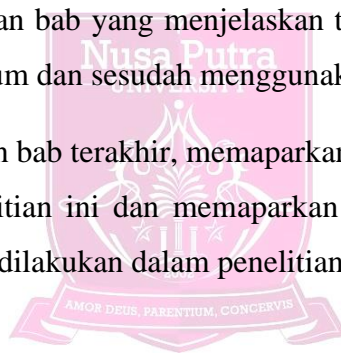 an bab yang menjelaskan t
Nusa Putra
UNIVERSITY
um dan sesudah menggunak
n bab terakhir, memaparkan
itian ini dan memaparkan
dilakukan dalam penelitian
AMOR DEUS, PARENTIUM, CONCERVIS